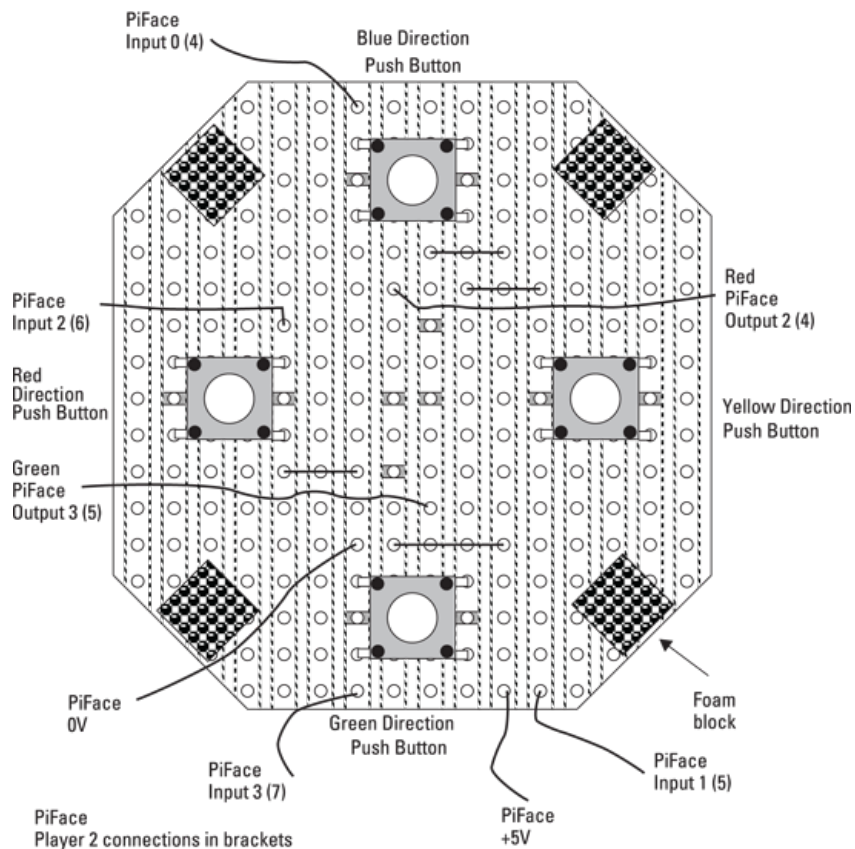 PiFace
Input 0 (4)
Blue Direction
Push Button
PiFace
Input 2 (6)
Red
PiFace
Output 2 (4)
Red
Direction
Push Button
Yellow Direction
Push Button
Green
PiFace
Output 3 (5)
PiFace
0V
Foam
block
Green Direction
Push Button
PiFace
Input 3 (7)
PiFace
Input 1 (5)
PiFace
+5V
PiFace
Player 2 connections in brackets